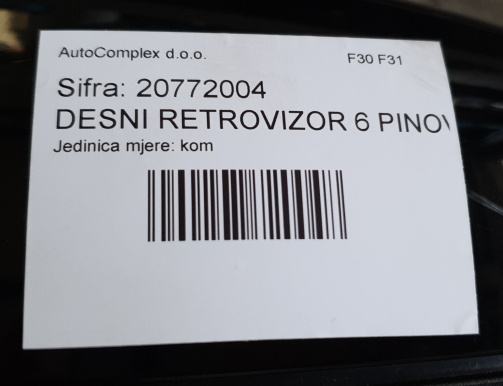 AutoComplex d.o.o. F30 F31
Sifra: 20772004
DESNI RETROVIZOR 6 PINOV
Jedinica mjere: kom